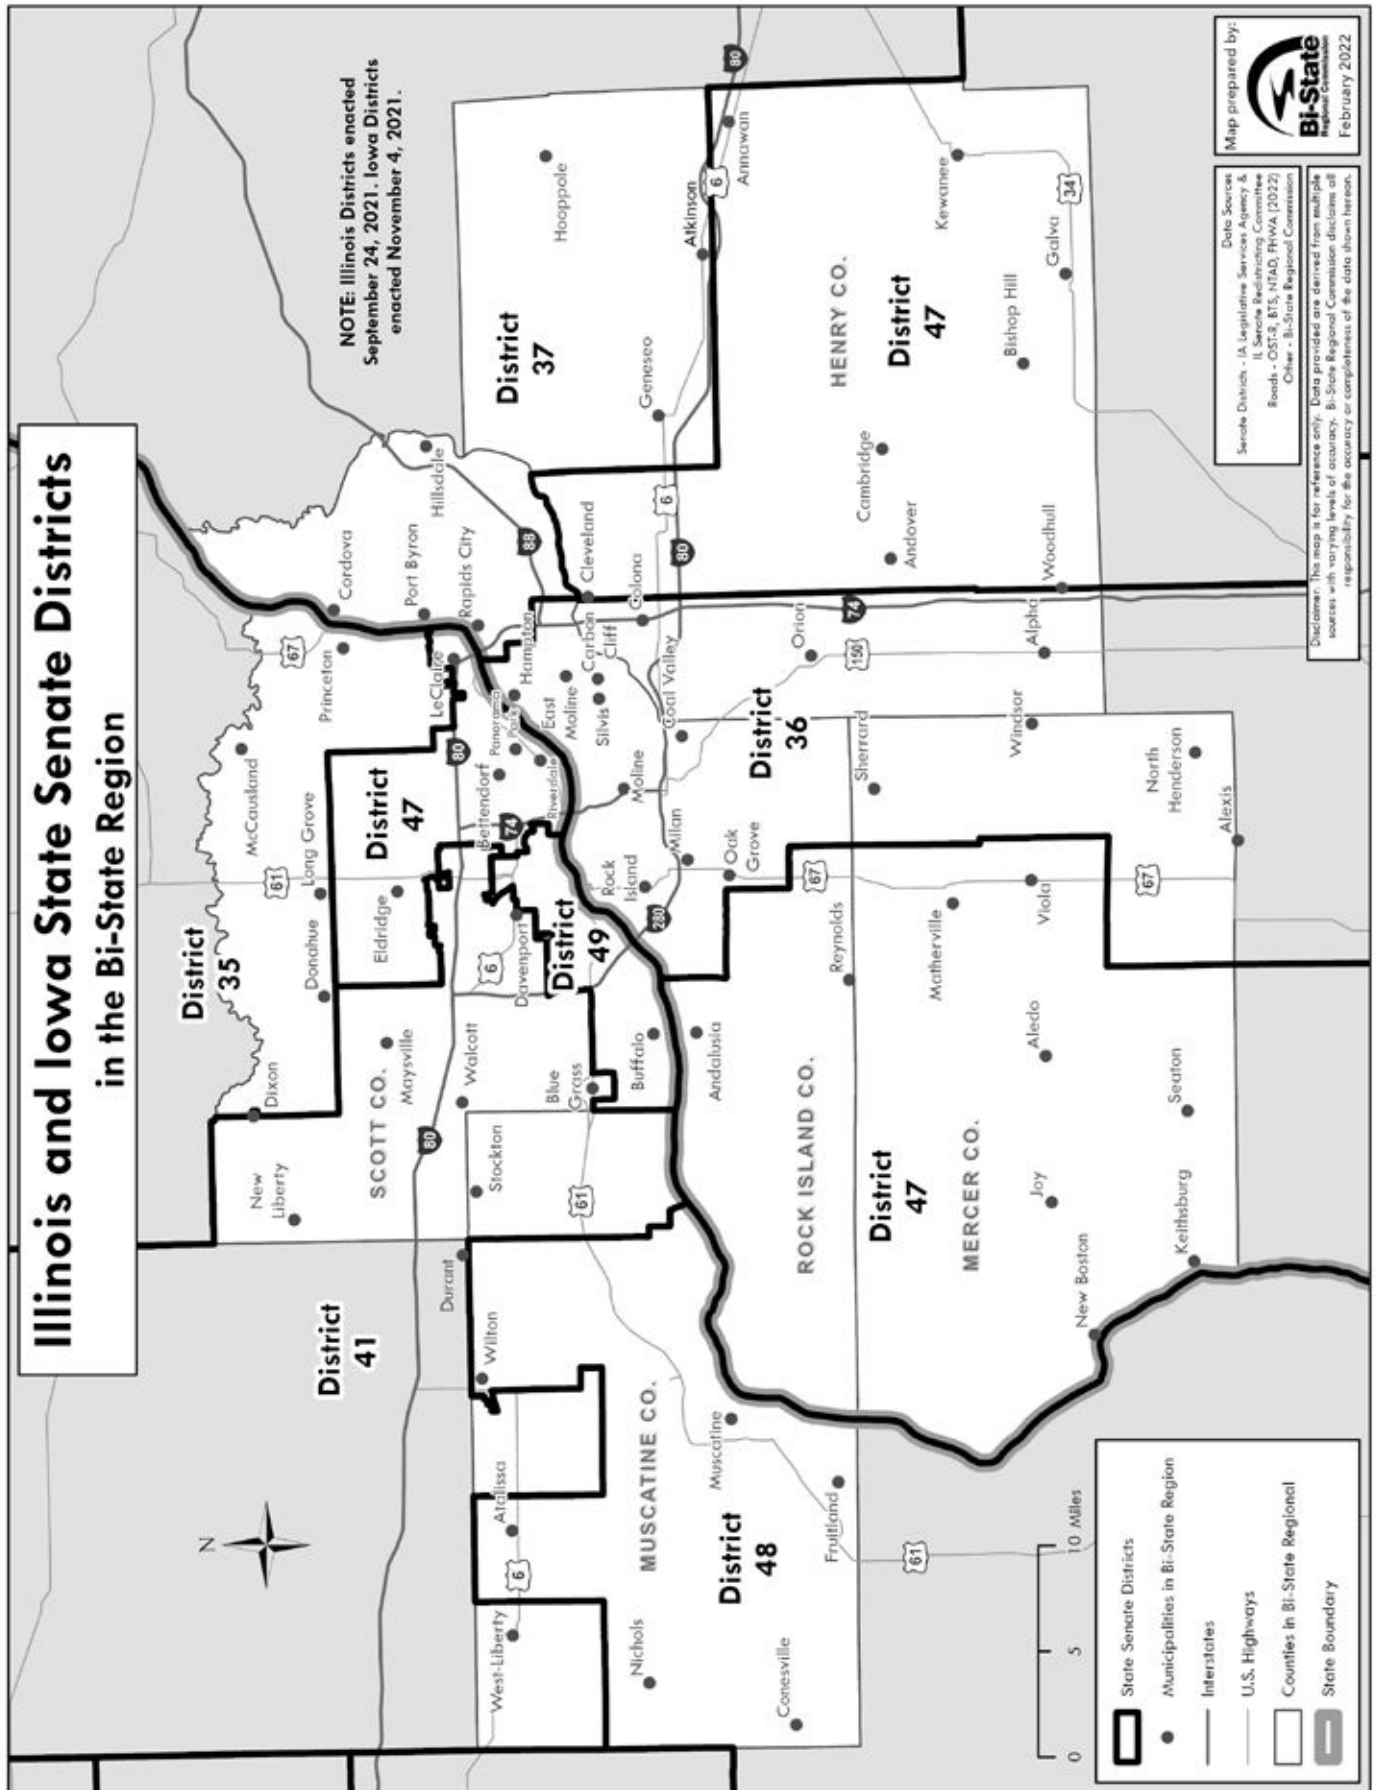 Illinois and Iowa State Senate Districts
in the Bi-State Region
NOTE: Illinois Districts enacted
September 24, 2021. Iowa Districts
enacted November 4, 2021.
N
District
35
District
41
District
47
District
49
District
37
District
36
District
47
District
47
District
48
SCOTT CO.
MUSCATINE CO.
ROCK ISLAND CO.
MERCER CO.
HENRY CO.
New
Liberty
Dixon
Donahue
Long Grove
McCausland
Princeton
Maysville
Eldridge
LeClaire
Durant
Stockton
Walcott
Davenport
Bettendorf
Panorama
Park
Riverdale
Blue
Grass
Buffalo
Wilton
Atalissa
West Liberty
Nichols
Conesville
Muscatine
Fruitland
Cordova
Port Byron
Rapids City
Hillsdale
Hampton
East
Moline
Silvis
Carbon
Cliff
Cleveland
Colona
Coal Valley
Moline
Rock
Island
Milan
Oak
Grove
Andalusia
Reynolds
Sherrard
Matherville
Viola
Windsor
Aledo
Joy
Seaton
Keithsburg
New Boston
North
Henderson
Alexis
Hooppole
Geneseo
Atkinson
Annawan
Kewanee
Galva
Bishop Hill
Cambridge
Andover
Woodhull
Orion
Alpha
67
61
80
80
74
6
61
6
61
280
88
6
80
6
80
74
150
34
67
67
State Senate Districts
Municipalities in Bi-State Region
Interstates
U.S. Highways
Counties in Bi-State Regional
State Boundary
0
5
10 Miles
Data Sources
Senate Districts - IA Legislative Services Agency &
IL Senate Redistricting Committee
Roads - OST-R, BTS, NTAD, FHWA (2022)
Other - Bi-State Regional Commission
Map prepared by:
Bi-State
Regional Commission
February 2022
Disclaimer: This map is for reference only. Data provided are derived from multiple
sources with varying levels of accuracy. Bi-State Regional Commission disclaims all
responsibility for the accuracy or completeness of the data shown hereon.